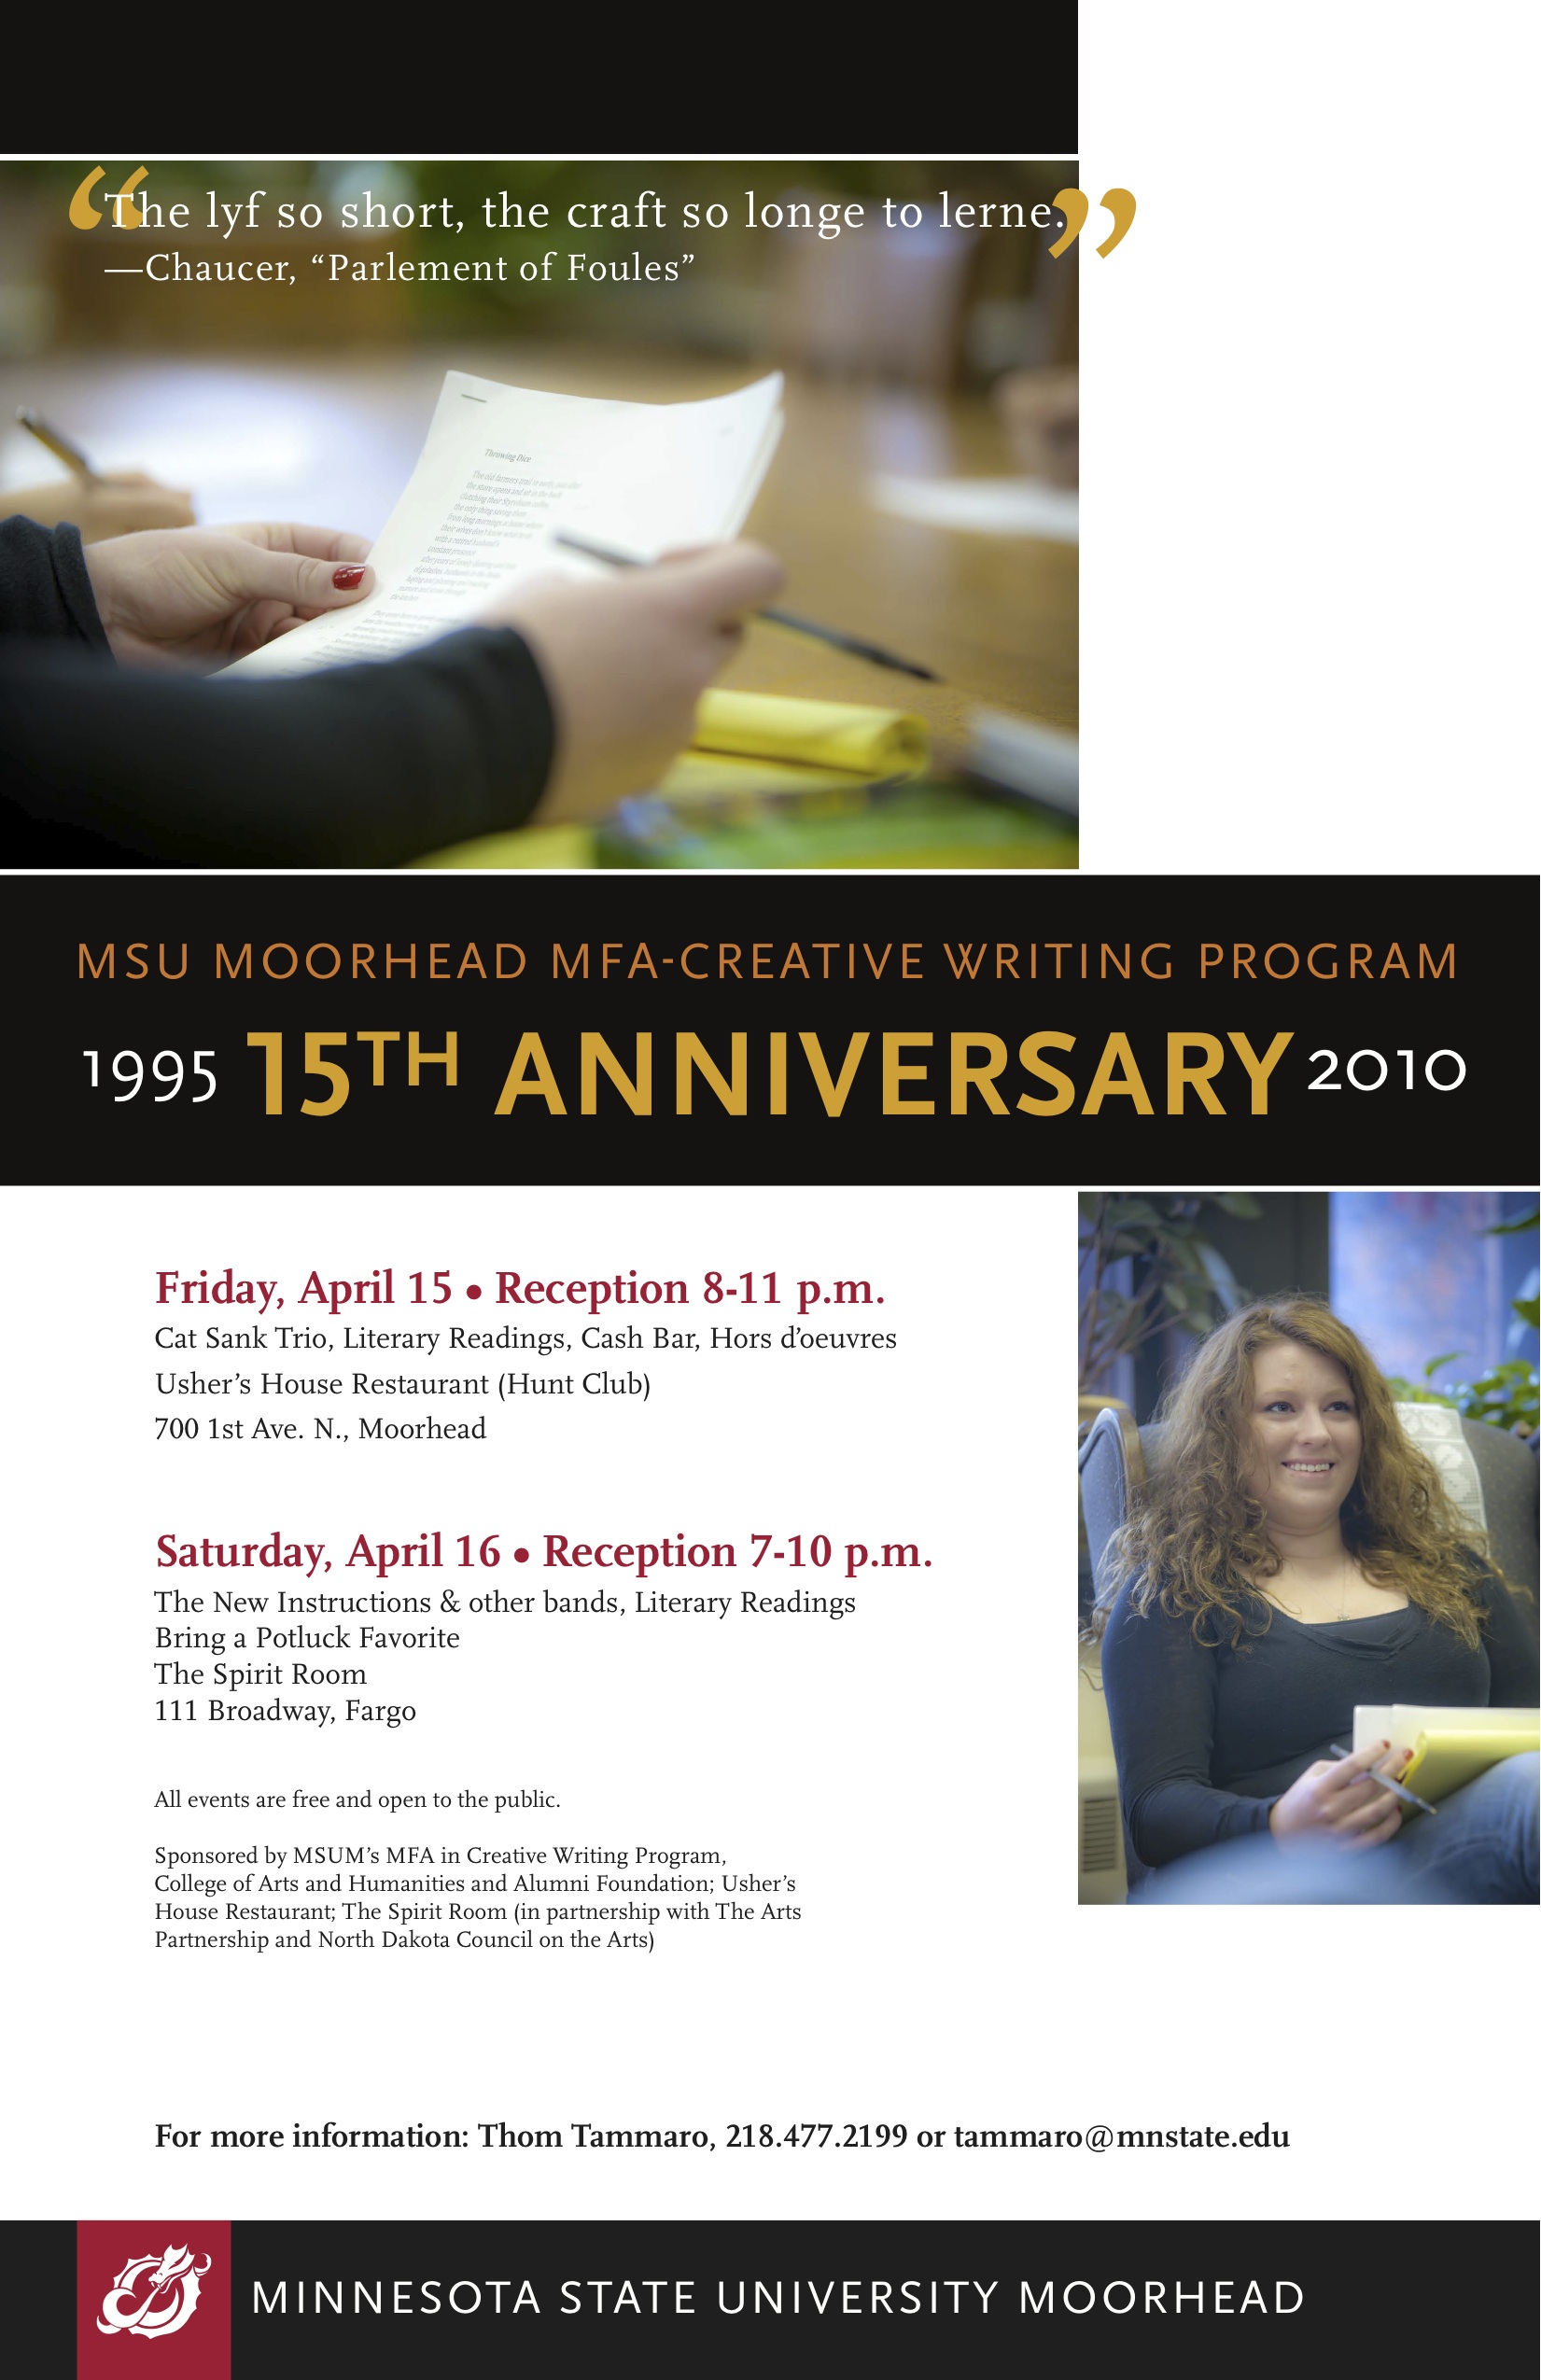 “The lyf so short, the craft so longe to lerne.”
—Chaucer, “Parlement of Foules”
Throwing Dice
MSU MOORHEAD MFA-CREATIVE WRITING PROGRAM
1995 15TH ANNIVERSARY 2010
Friday, April 15 • Reception 8-11 p.m.
Cat Sank Trio, Literary Readings, Cash Bar, Hors d’oeuvres
Usher’s House Restaurant (Hunt Club)
700 1st Ave. N., Moorhead
Saturday, April 16 • Reception 7-10 p.m.
The New Instructions & other bands, Literary Readings
Bring a Potluck Favorite
The Spirit Room
111 Broadway, Fargo
All events are free and open to the public.
Sponsored by MSUM’s MFA in Creative Writing Program,
College of Arts and Humanities and Alumni Foundation; Usher’s
House Restaurant; The Spirit Room (in partnership with The Arts
Partnership and North Dakota Council on the Arts)
For more information: Thom Tammaro, 218.477.2199 or tammaro@mnstate.edu
MINNESOTA STATE UNIVERSITY MOORHEAD